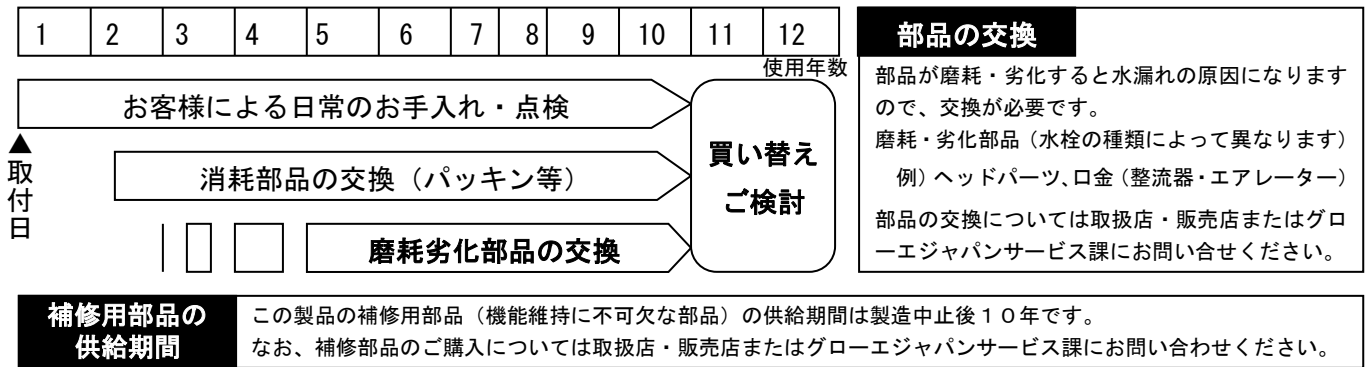 1 2 3 4 5 6 7 8 9 10 11 12
使用年数
お客様による日常のお手入れ・点検
▲
取付日
消耗部品の交換（パッキン等）
磨耗劣化部品の交換
買い替え
ご検討
部品の交換
部品が磨耗・劣化すると水漏れの原因になります
ので、交換が必要です。
磨耗・劣化部品（水栓の種類によって異なります）
例）ヘッドパーツ、口金（整流器・エアレーター）
部品の交換については取扱店・販売店またはグロ
ーエジャパンサービス課にお問い合せください。
補修用部品の
供給期間
この製品の補修用部品（機能維持に不可欠な部品）の供給期間は製造中止後１０年です。
なお、補修部品のご購入については取扱店・販売店またはグローエジャパンサービス課にお問い合わせください。